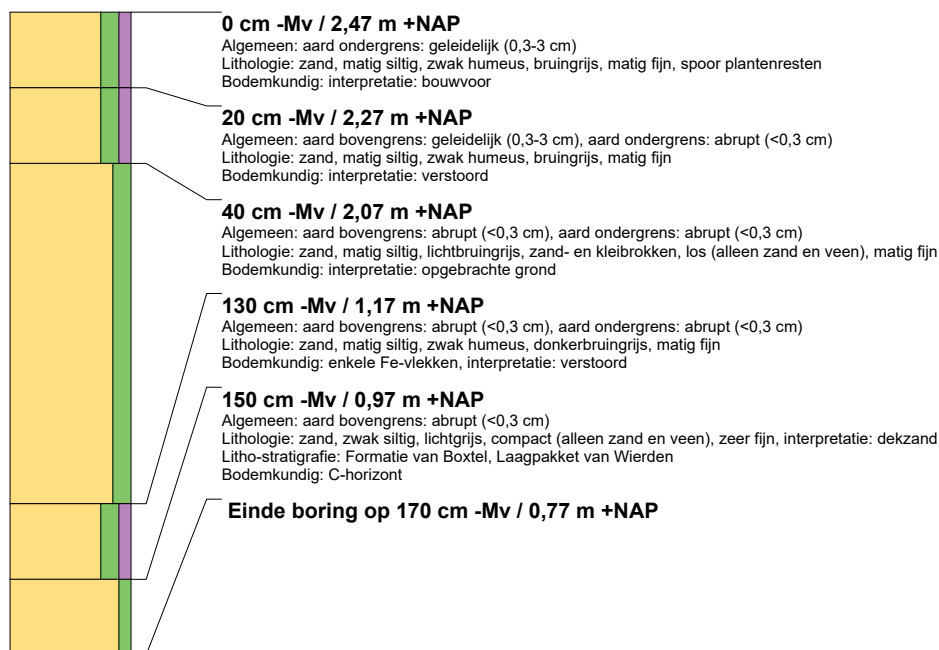 0 cm -Mv / 2,47 m +NAP
Algemeen: aard ondergrens: geleidelijk (0,3-3 cm)
Lithologie: zand, matig siltig, zwak humeus, bruingrijs, matig fijn, spoor plantenresten
Bodemkundig: interpretatie: bouwvoor
20 cm -Mv / 2,27 m +NAP
Algemeen: aard bovengrens: geleidelijk (0,3-3 cm), aard ondergrens: abrupt (<0,3 cm)
Lithologie: zand, matig siltig, zwak humeus, bruingrijs, matig fijn
Bodemkundig: interpretatie: verstoord
40 cm -Mv / 2,07 m +NAP
Algemeen: aard bovengrens: abrupt (<0,3 cm), aard ondergrens: abrupt (<0,3 cm)
Lithologie: zand, matig siltig, lichtbruingrijs, zand- en kleibrokken, los (alleen zand en veen), matig fijn
Bodemkundig: interpretatie: opgebrachte grond
130 cm -Mv / 1,17 m +NAP
Algemeen: aard bovengrens: abrupt (<0,3 cm), aard ondergrens: abrupt (<0,3 cm)
Lithologie: zand, matig siltig, zwak humeus, donkerbruingrijs, matig fijn
Bodemkundig: enkele Fe-vlekken, interpretatie: verstoord
150 cm -Mv / 0,97 m +NAP
Algemeen: aard bovengrens: abrupt (<0,3 cm)
Lithologie: zand, zwak siltig, lichtgrijs, compact (alleen zand en veen), zeer fijn, interpretatie: dekzand
Litho-stratigrafie: Formatie van Boxtel, Laagpakket van Wierden
Bodemkundig: C-horizont
Einde boring op 170 cm -Mv / 0,77 m +NAP